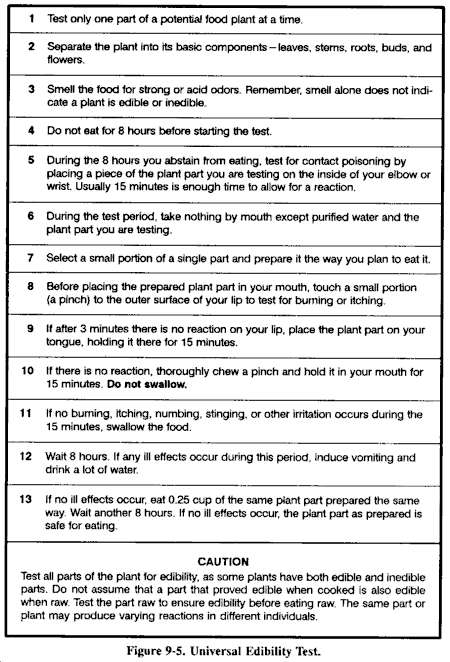 1 Test only one part of a potential food plant at a time.
2 Separate the plant into its basic components – leaves, stems, roots, buds, and
flowers.
3 Smell the food for strong or acid odors. Remember, smell alone does not indi-
cate a plant is edible or inedible.
4 Do not eat for 8 hours before starting the test.
5 During the 8 hours you abstain from eating, test for contact poisoning by
placing a piece of the plant part you are testing on the inside of your elbow or
wrist. Usually 15 minutes is enough time to allow for a reaction.
6 During the test period, take nothing by mouth except purified water and the
plant part you are testing.
7 Select a small portion of a single part and prepare it the way you plan to eat it.
8 Before placing the prepared plant part in your mouth, touch a small portion
(a pinch) to the outer surface of your lip to test for burning or itching.
9 If after 3 minutes there is no reaction on your lip, place the plant part on your
tongue, holding it there for 15 minutes.
10 If there is no reaction, thoroughly chew a pinch and hold it in your mouth for
15 minutes. Do not swallow.
11 If no burning, itching, numbing, stinging, or other irritation occurs during the
15 minutes, swallow the food.
12 Wait 8 hours. If any ill effects occur during this period, induce vomiting and
drink a lot of water.
13 If no ill effects occur, eat 0.25 cup of the same plant part prepared the same
way. Wait another 8 hours. If no ill effects occur, the plant part as prepared is
safe for eating.
CAUTION
Test all parts of the plant for edibility, as some plants have both edible and inedible
parts. Do not assume that a part that proved edible when cooked is also edible
when raw. Test the part raw to ensure edibility before eating raw. The same part or
plant may produce varying reactions in different individuals.
Figure 9-5. Universal Edibility Test.